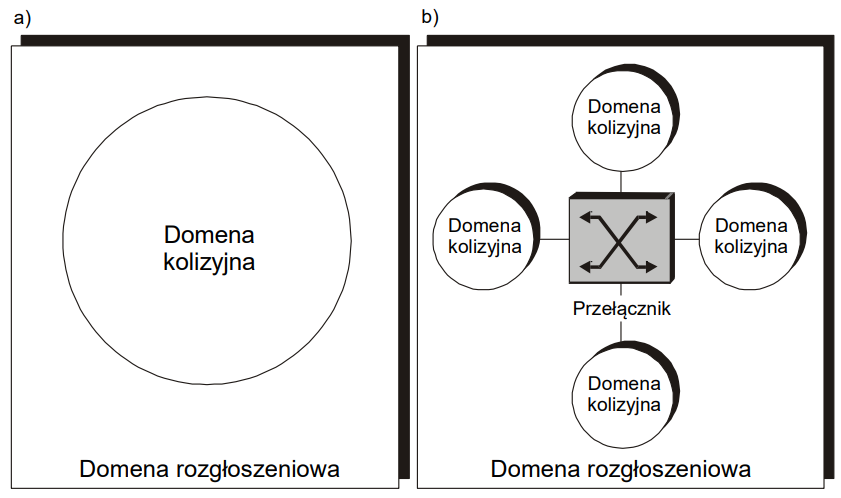 a)
Domena
kolizyjna
Domena rozgłoszeniowa
b)
Domena
kolizyjna
Domena
kolizyjna
Domena
kolizyjna
Przełącznik
Domena
kolizyjna
Domena rozgłoszeniowa